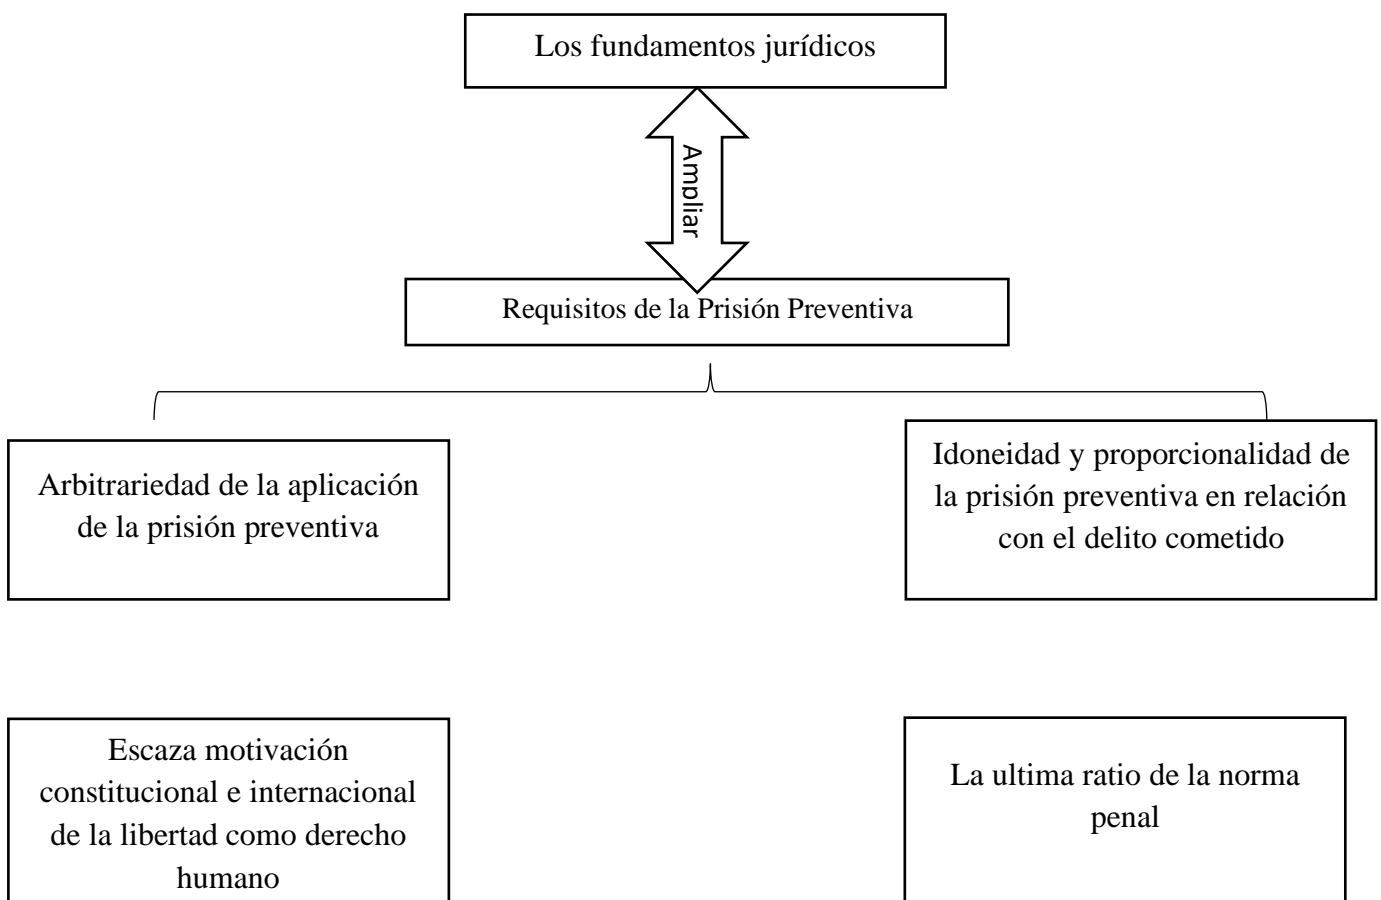 Los fundamentos jurídicos
Ampliar
Requisitos de la Prisión Preventiva
Arbitrariedad de la aplicación
de la prisión preventiva
Idoneidad y proporcionalidad de
la prisión preventiva en relación
con el delito cometido
Escaza motivación
constitucional e internacional
de la libertad como derecho
humano
La ultima ratio de la norma
penal